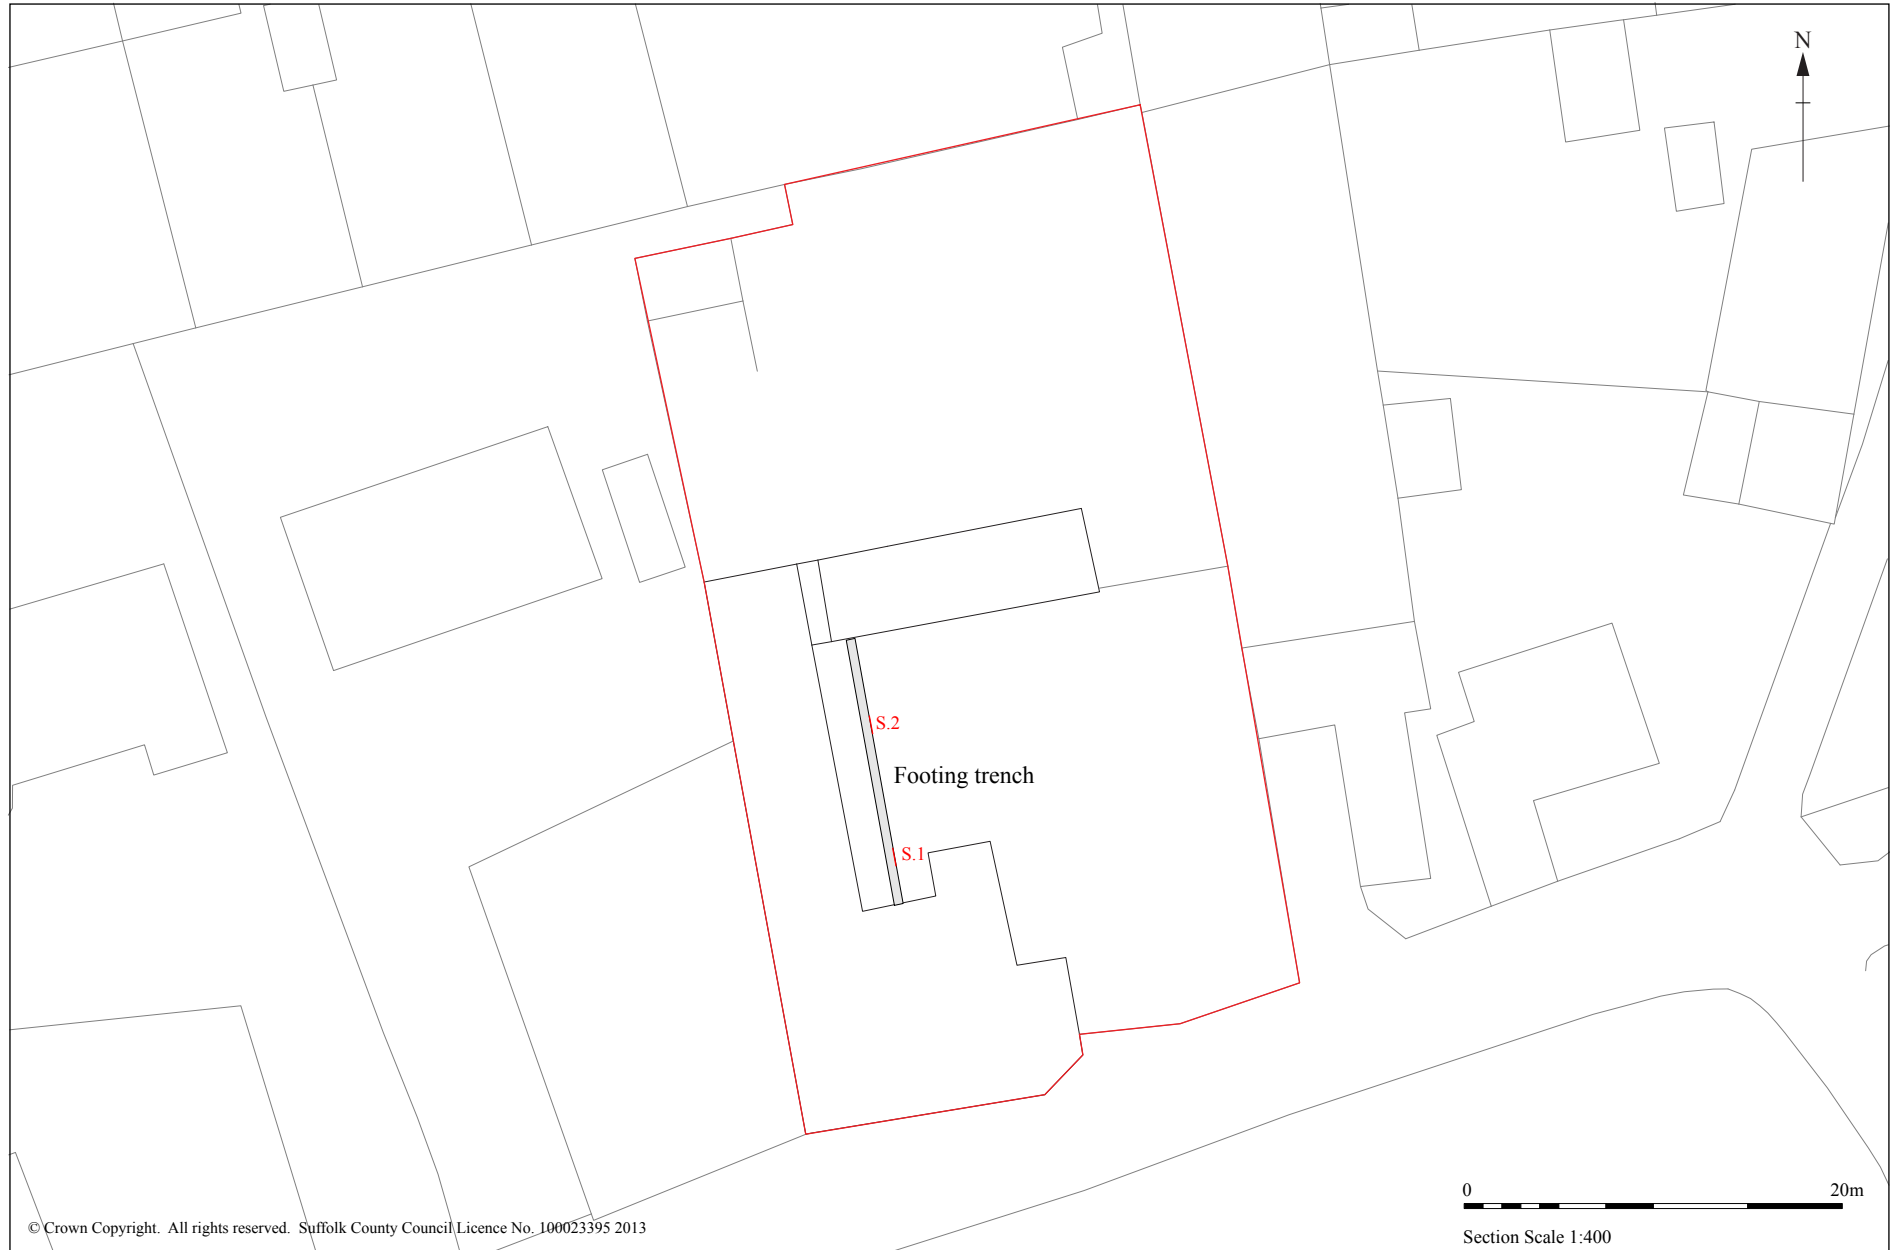 N
S.2
Footing trench
S.1
0 20m
Section Scale 1:400
© Crown Copyright. All rights reserved. Suffolk County Council Licence No. 100023395 2013